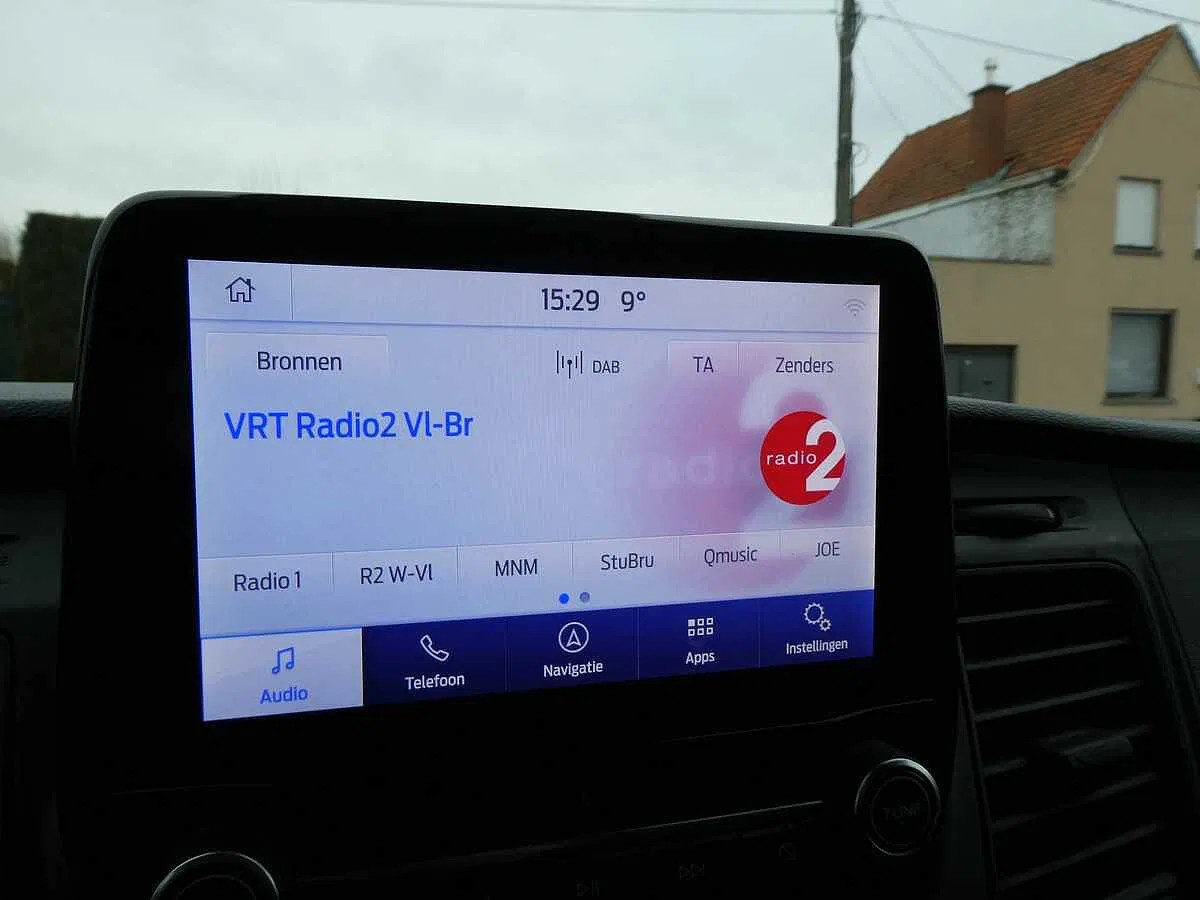 15:29 9°
Bronnen DAB TA Zenders
VRT Radio2 Vl-Br
radio 2
Radio 1 R2 W-Vl MNM StuBru Qmusic JOE
Audio Telefoon Navigatie Apps Instellingen
TUNE